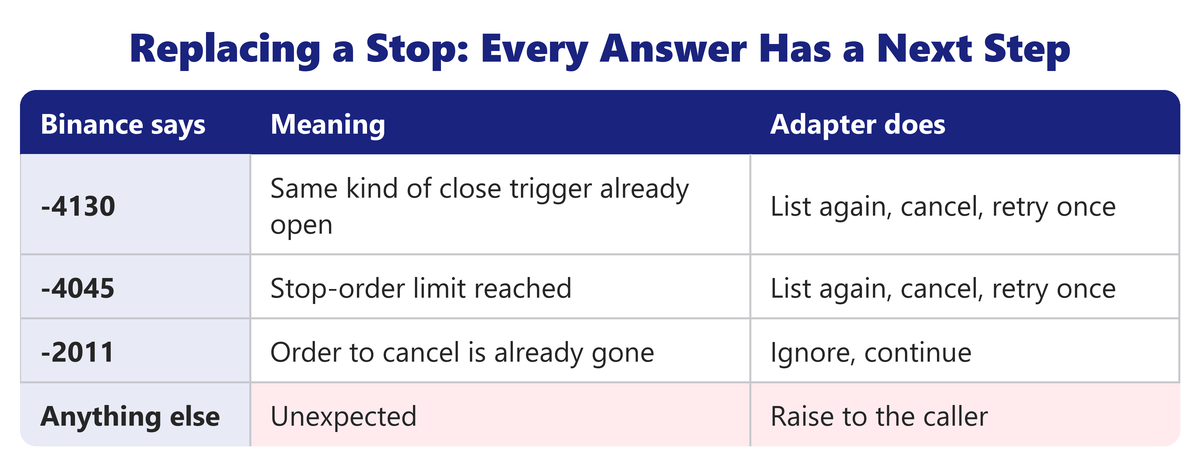 Replacing a Stop: Every Answer Has a Next Step
Binance says Meaning Adapter does
-4130 Same kind of close trigger already open List again, cancel, retry once
-4045 Stop-order limit reached List again, cancel, retry once
-2011 Order to cancel is already gone Ignore, continue
Anything else Unexpected Raise to the caller